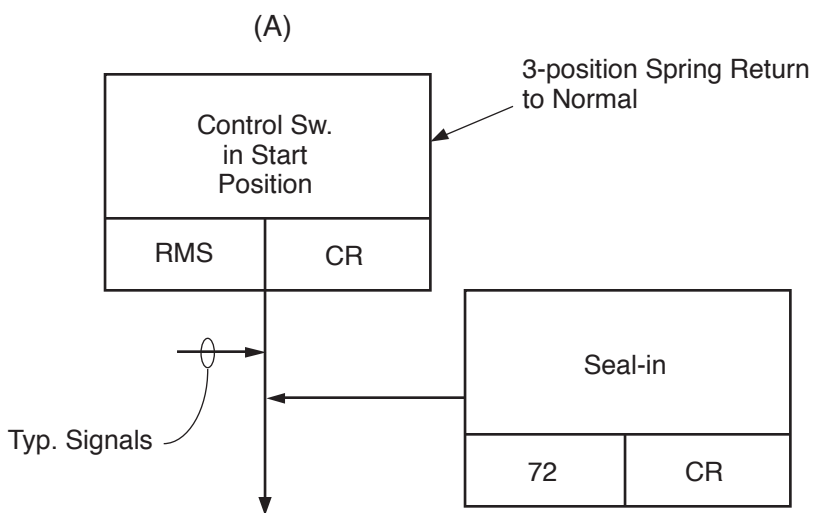 (A)
3-position Spring Return
to Normal
Control Sw.
in Start
Position
RMS
CR
Seal-in
Typ. Signals
72
CR